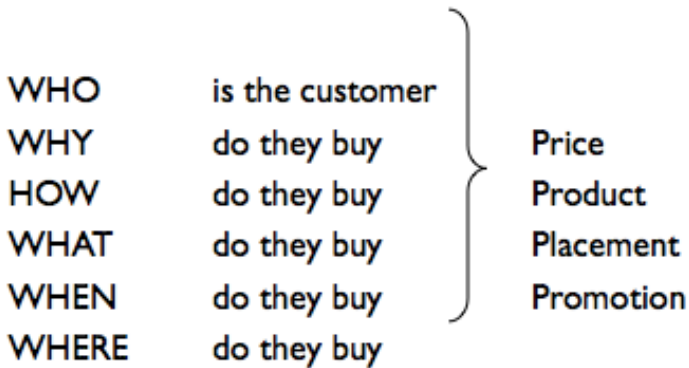 WHO is the customer
WHY do they buy Price
HOW do they buy Product
WHAT do they buy Placement
WHEN do they buy Promotion
WHERE do they buy